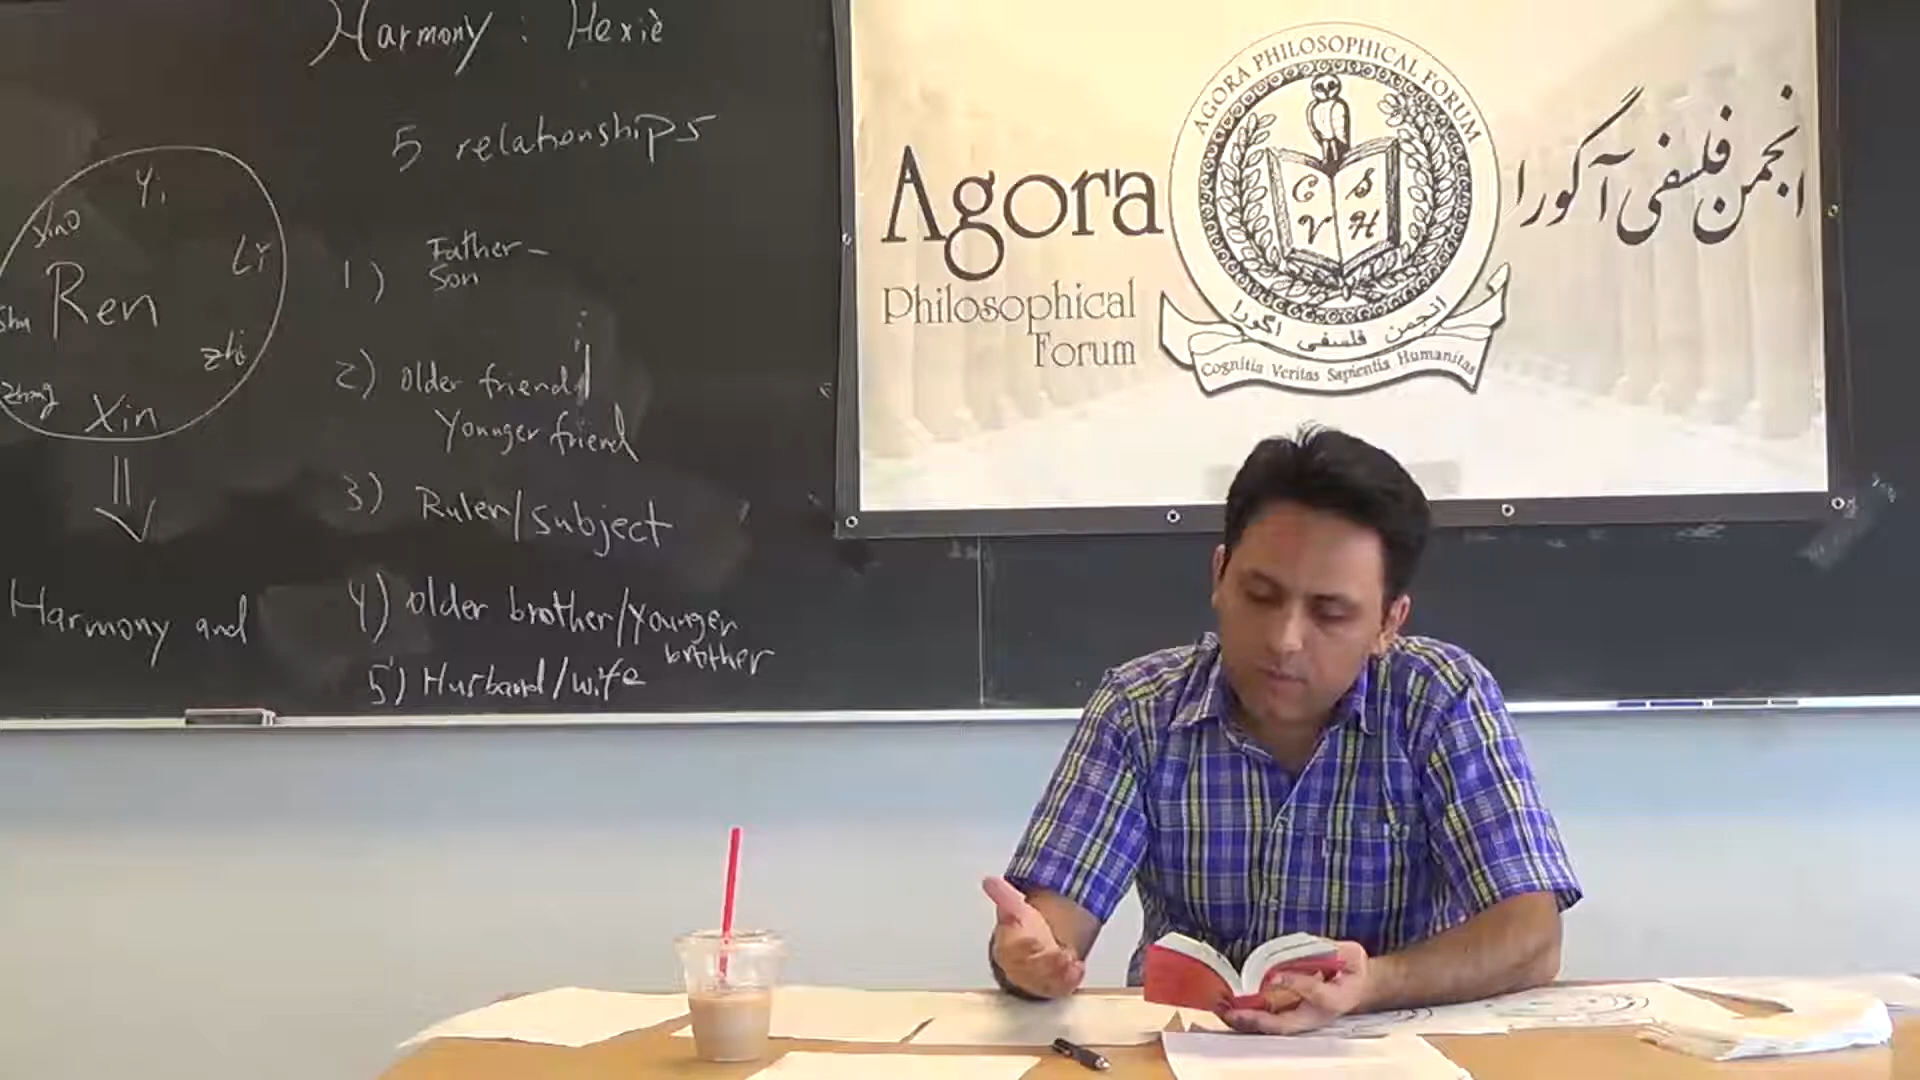 Harmony : Hexiè
5 relationships
Yi
Xiao
Li
Ren
Shu
zhi
Zhong
Xin
Harmony and
1) Father –
Son
2) older friend/
Younger friend
3) Ruler/subject
4) older brother/younger
brother
5) Husband/wife
AGORA PHILOSOPHICAL FORUM
C S
V H
Agora
Philosophical
Forum
انجمن فلسفی آگورا
انجمن فلسفی اگورا
Cognitia Veritas Sapientia Humanitas